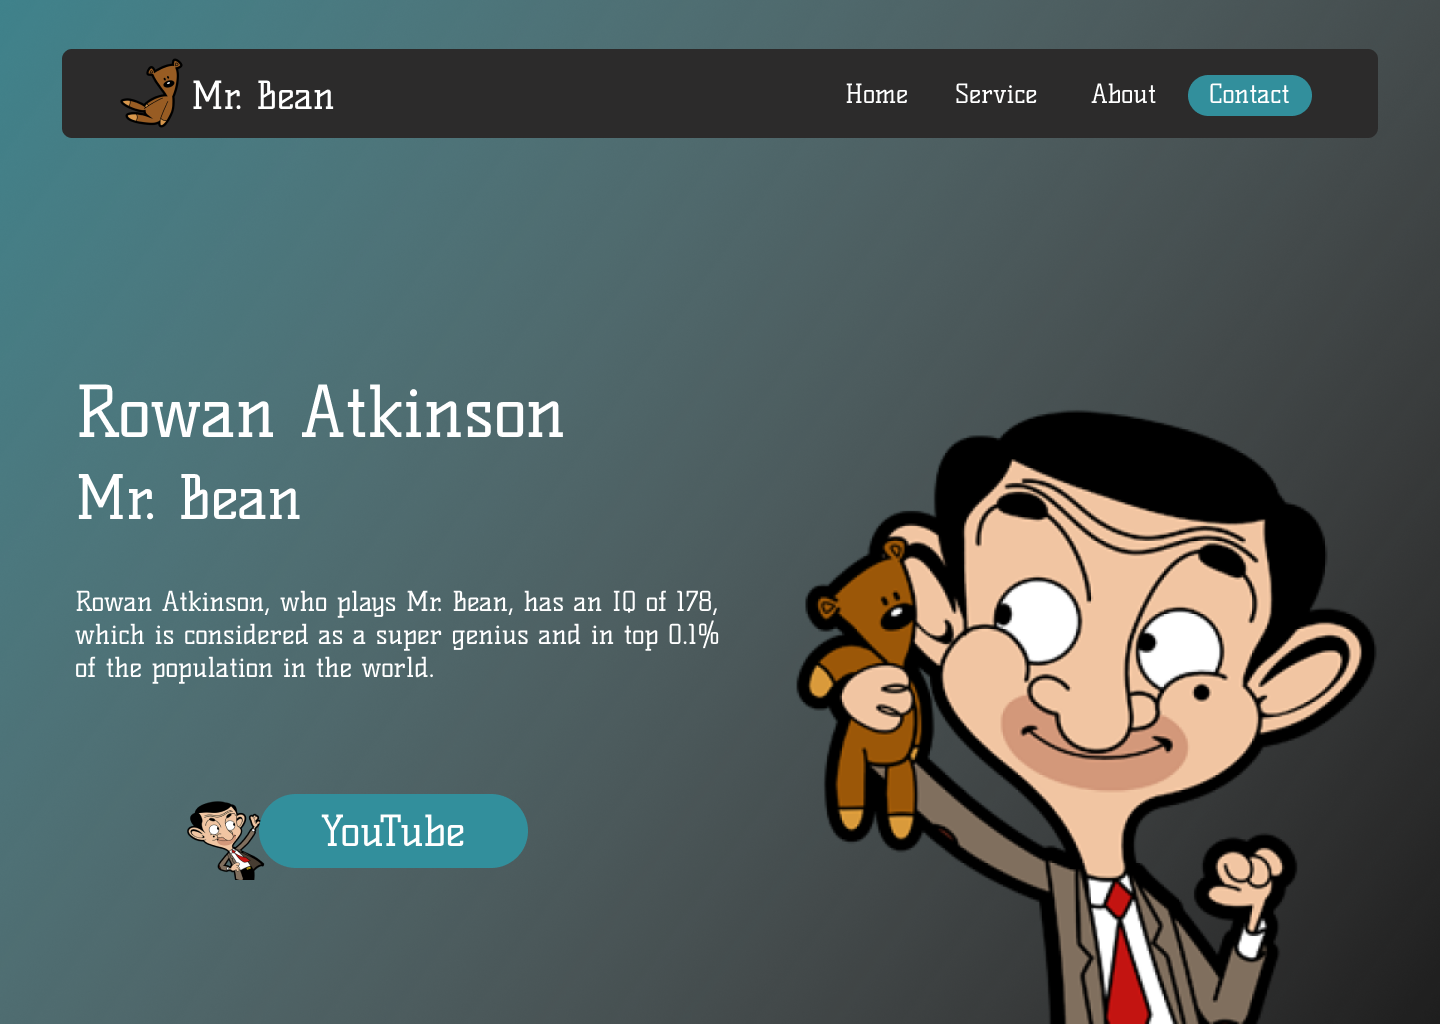 Mr. Bean
Home Service About Contact
Rowan Atkinson
Mr. Bean
Rowan Atkinson, who plays Mr. Bean, has an IQ of 178,
which is considered as a super genius and in top 0.1%
of the population in the world.
YouTube